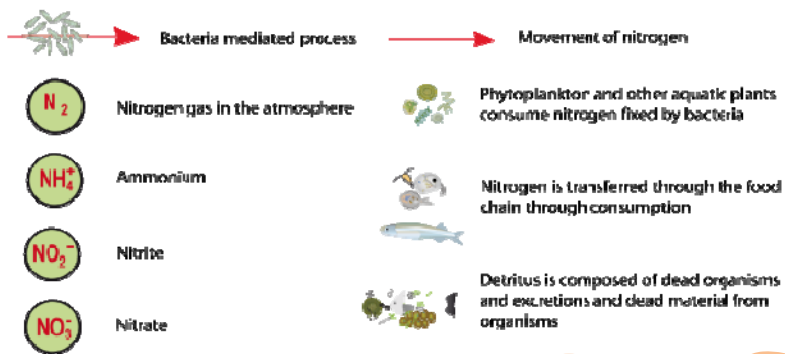 Bacteria mediated process
Movement of nitrogen
N2
Nitrogen gas in the atmosphere
Phytoplankton and other aquatic plants
consume nitrogen fixed by bacteria
NH4+
Ammonium
Nitrogen is transferred through the food
chain through consumption
NO2-
Nitrite
Detritus is composed of dead organisms
and excretions and dead material from
organisms
NO3-
Nitrate